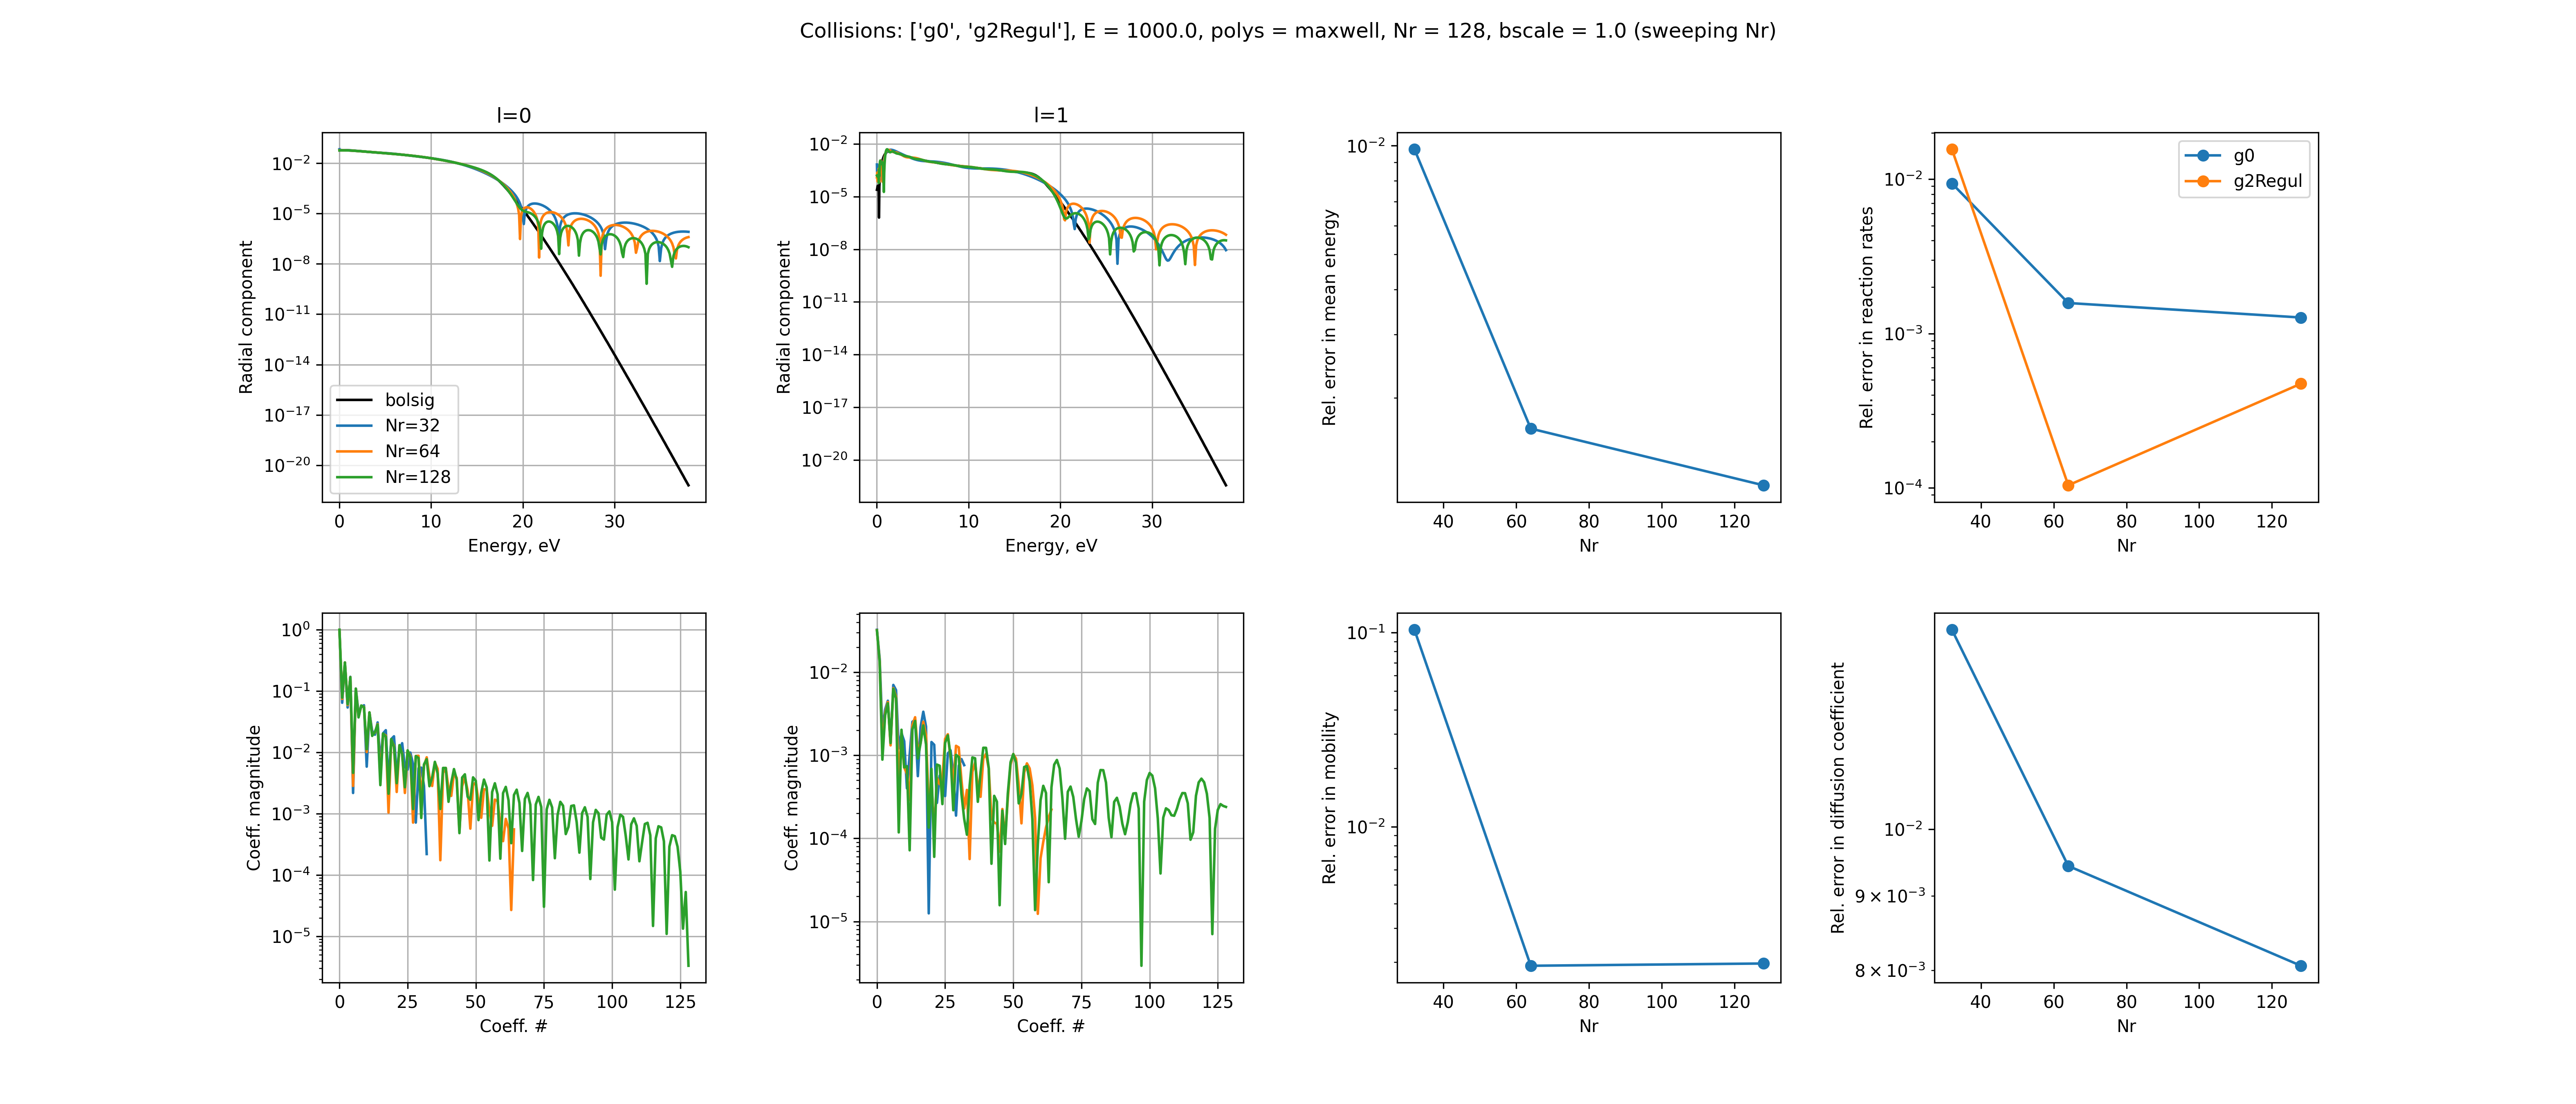 Collisions: ['g0', 'g2Regul'], E = 1000.0, polys = maxwell, Nr = 128, bscale = 1.0 (sweeping Nr)
l=0
Radial component
10⁻²
10⁻⁵
10⁻⁸
10⁻¹¹
10⁻¹⁴
10⁻¹⁷
10⁻²⁰
bolsig
Nr=32
Nr=64
Nr=128
0 10 20 30
Energy, eV
l=1
Radial component
10⁻²
10⁻⁵
10⁻⁸
10⁻¹¹
10⁻¹⁴
10⁻¹⁷
10⁻²⁰
0 10 20 30
Energy, eV
Rel. error in mean energy
10⁻²
40 60 80 100 120
Nr
Rel. error in reaction rates
10⁻²
10⁻³
10⁻⁴
g0
g2Regul
40 60 80 100 120
Nr
Coeff. magnitude
10⁰
10⁻¹
10⁻²
10⁻³
10⁻⁴
10⁻⁵
0 25 50 75 100 125
Coeff. #
Coeff. magnitude
10⁻²
10⁻³
10⁻⁴
10⁻⁵
0 25 50 75 100 125
Coeff. #
Rel. error in mobility
10⁻¹
10⁻²
40 60 80 100 120
Nr
Rel. error in diffusion coefficient
10⁻²
9 × 10⁻³
8 × 10⁻³
40 60 80 100 120
Nr